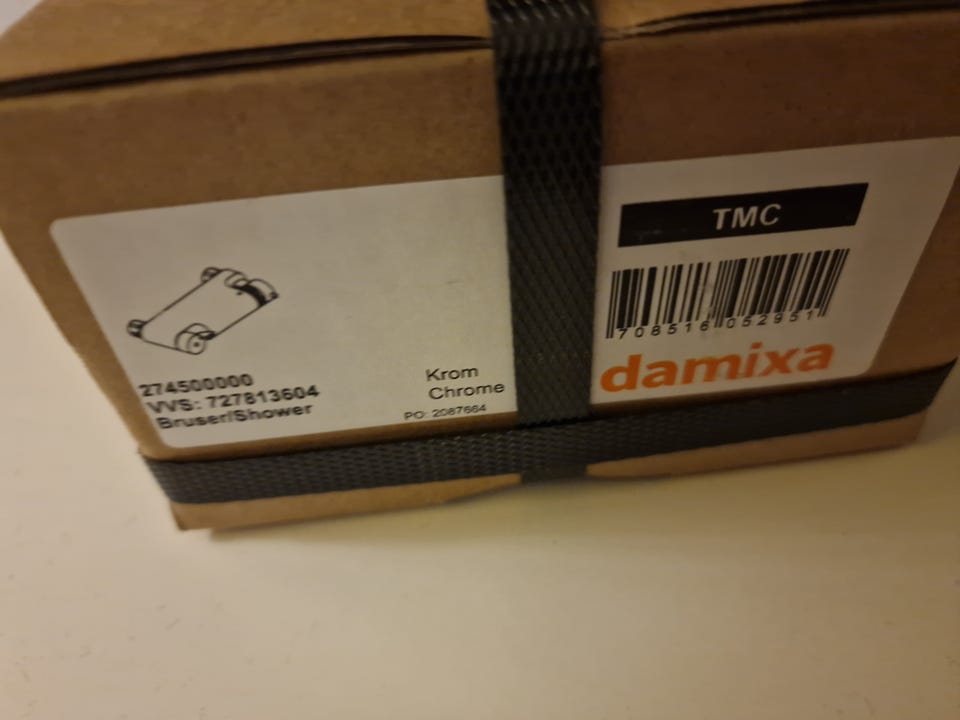 274500000
VVS: 727813604
Bruser/Shower
Krom
Chrome
PO: 2087664
TMC
708516 052951
damixa